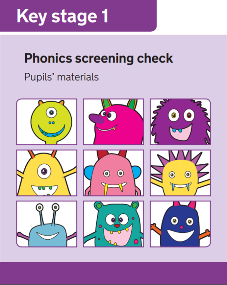 Key stage 1
Phonics screening check
Pupils' materials